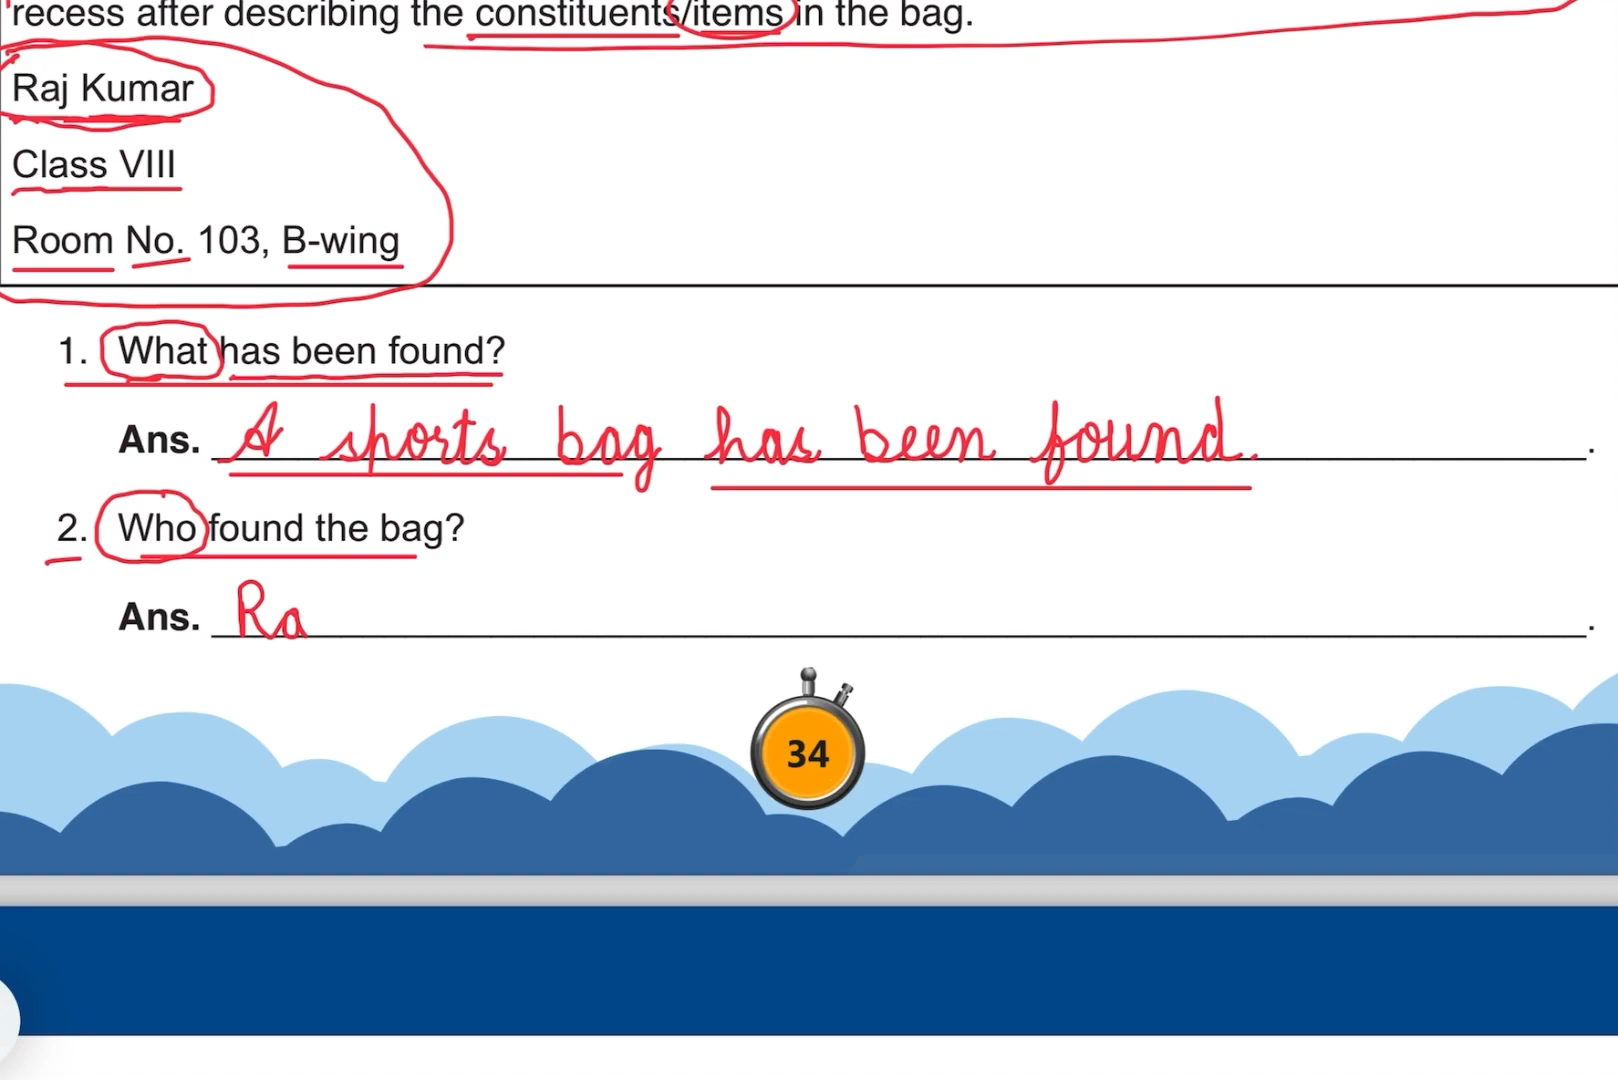 recess after describing the constituents/items in the bag.
Raj Kumar
Class VIII
Room No. 103, B-wing
1. What has been found?
Ans. A sports bag has been found.
2. Who found the bag?
Ans. Ra
34